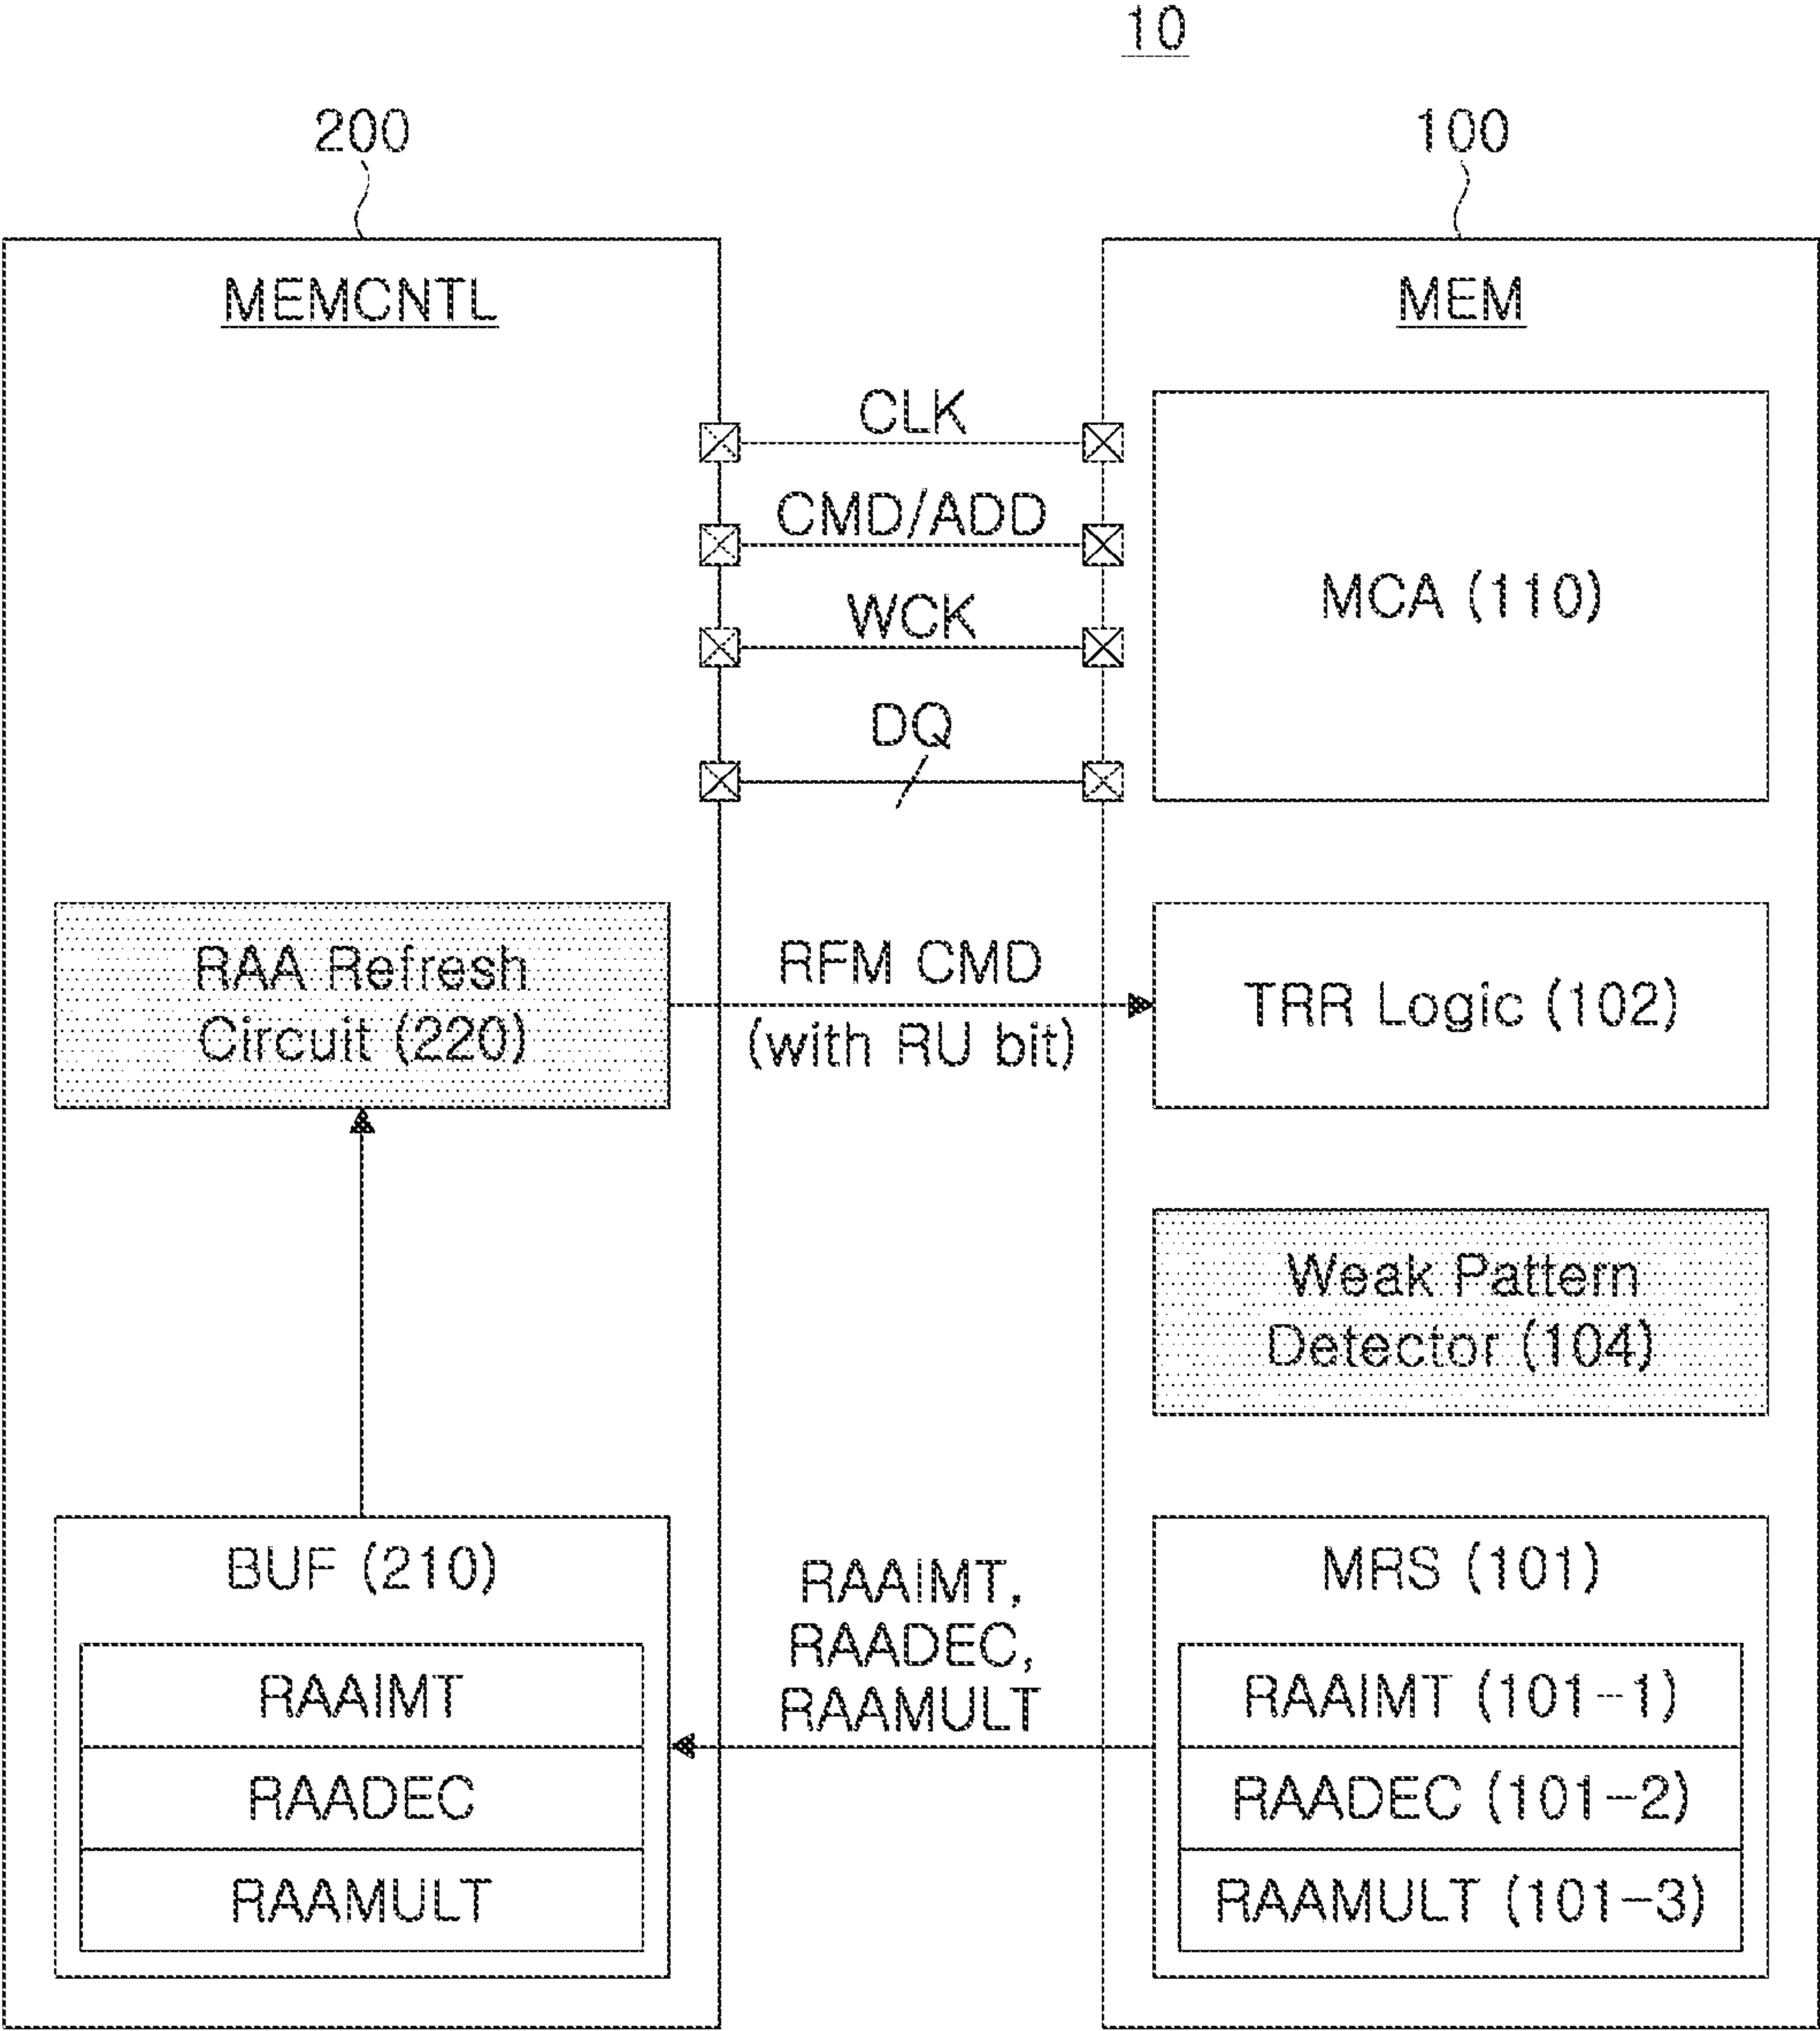 10
200
100
MEMCNTL
MEM
CLK
CMD/ADD
WCK
DQ
MCA (110)
RAA Refresh
Circuit (220)
RFM CMD
(with RU bit)
TRR Logic (102)
Weak Pattern
Detector (104)
BUF (210)
RAAIMT
RAADEC
RAAMULT
RAAIMT,
RAADEC,
RAAMULT
MRS (101)
RAAIMT (101-1)
RAADEC (101-2)
RAAMULT (101-3)